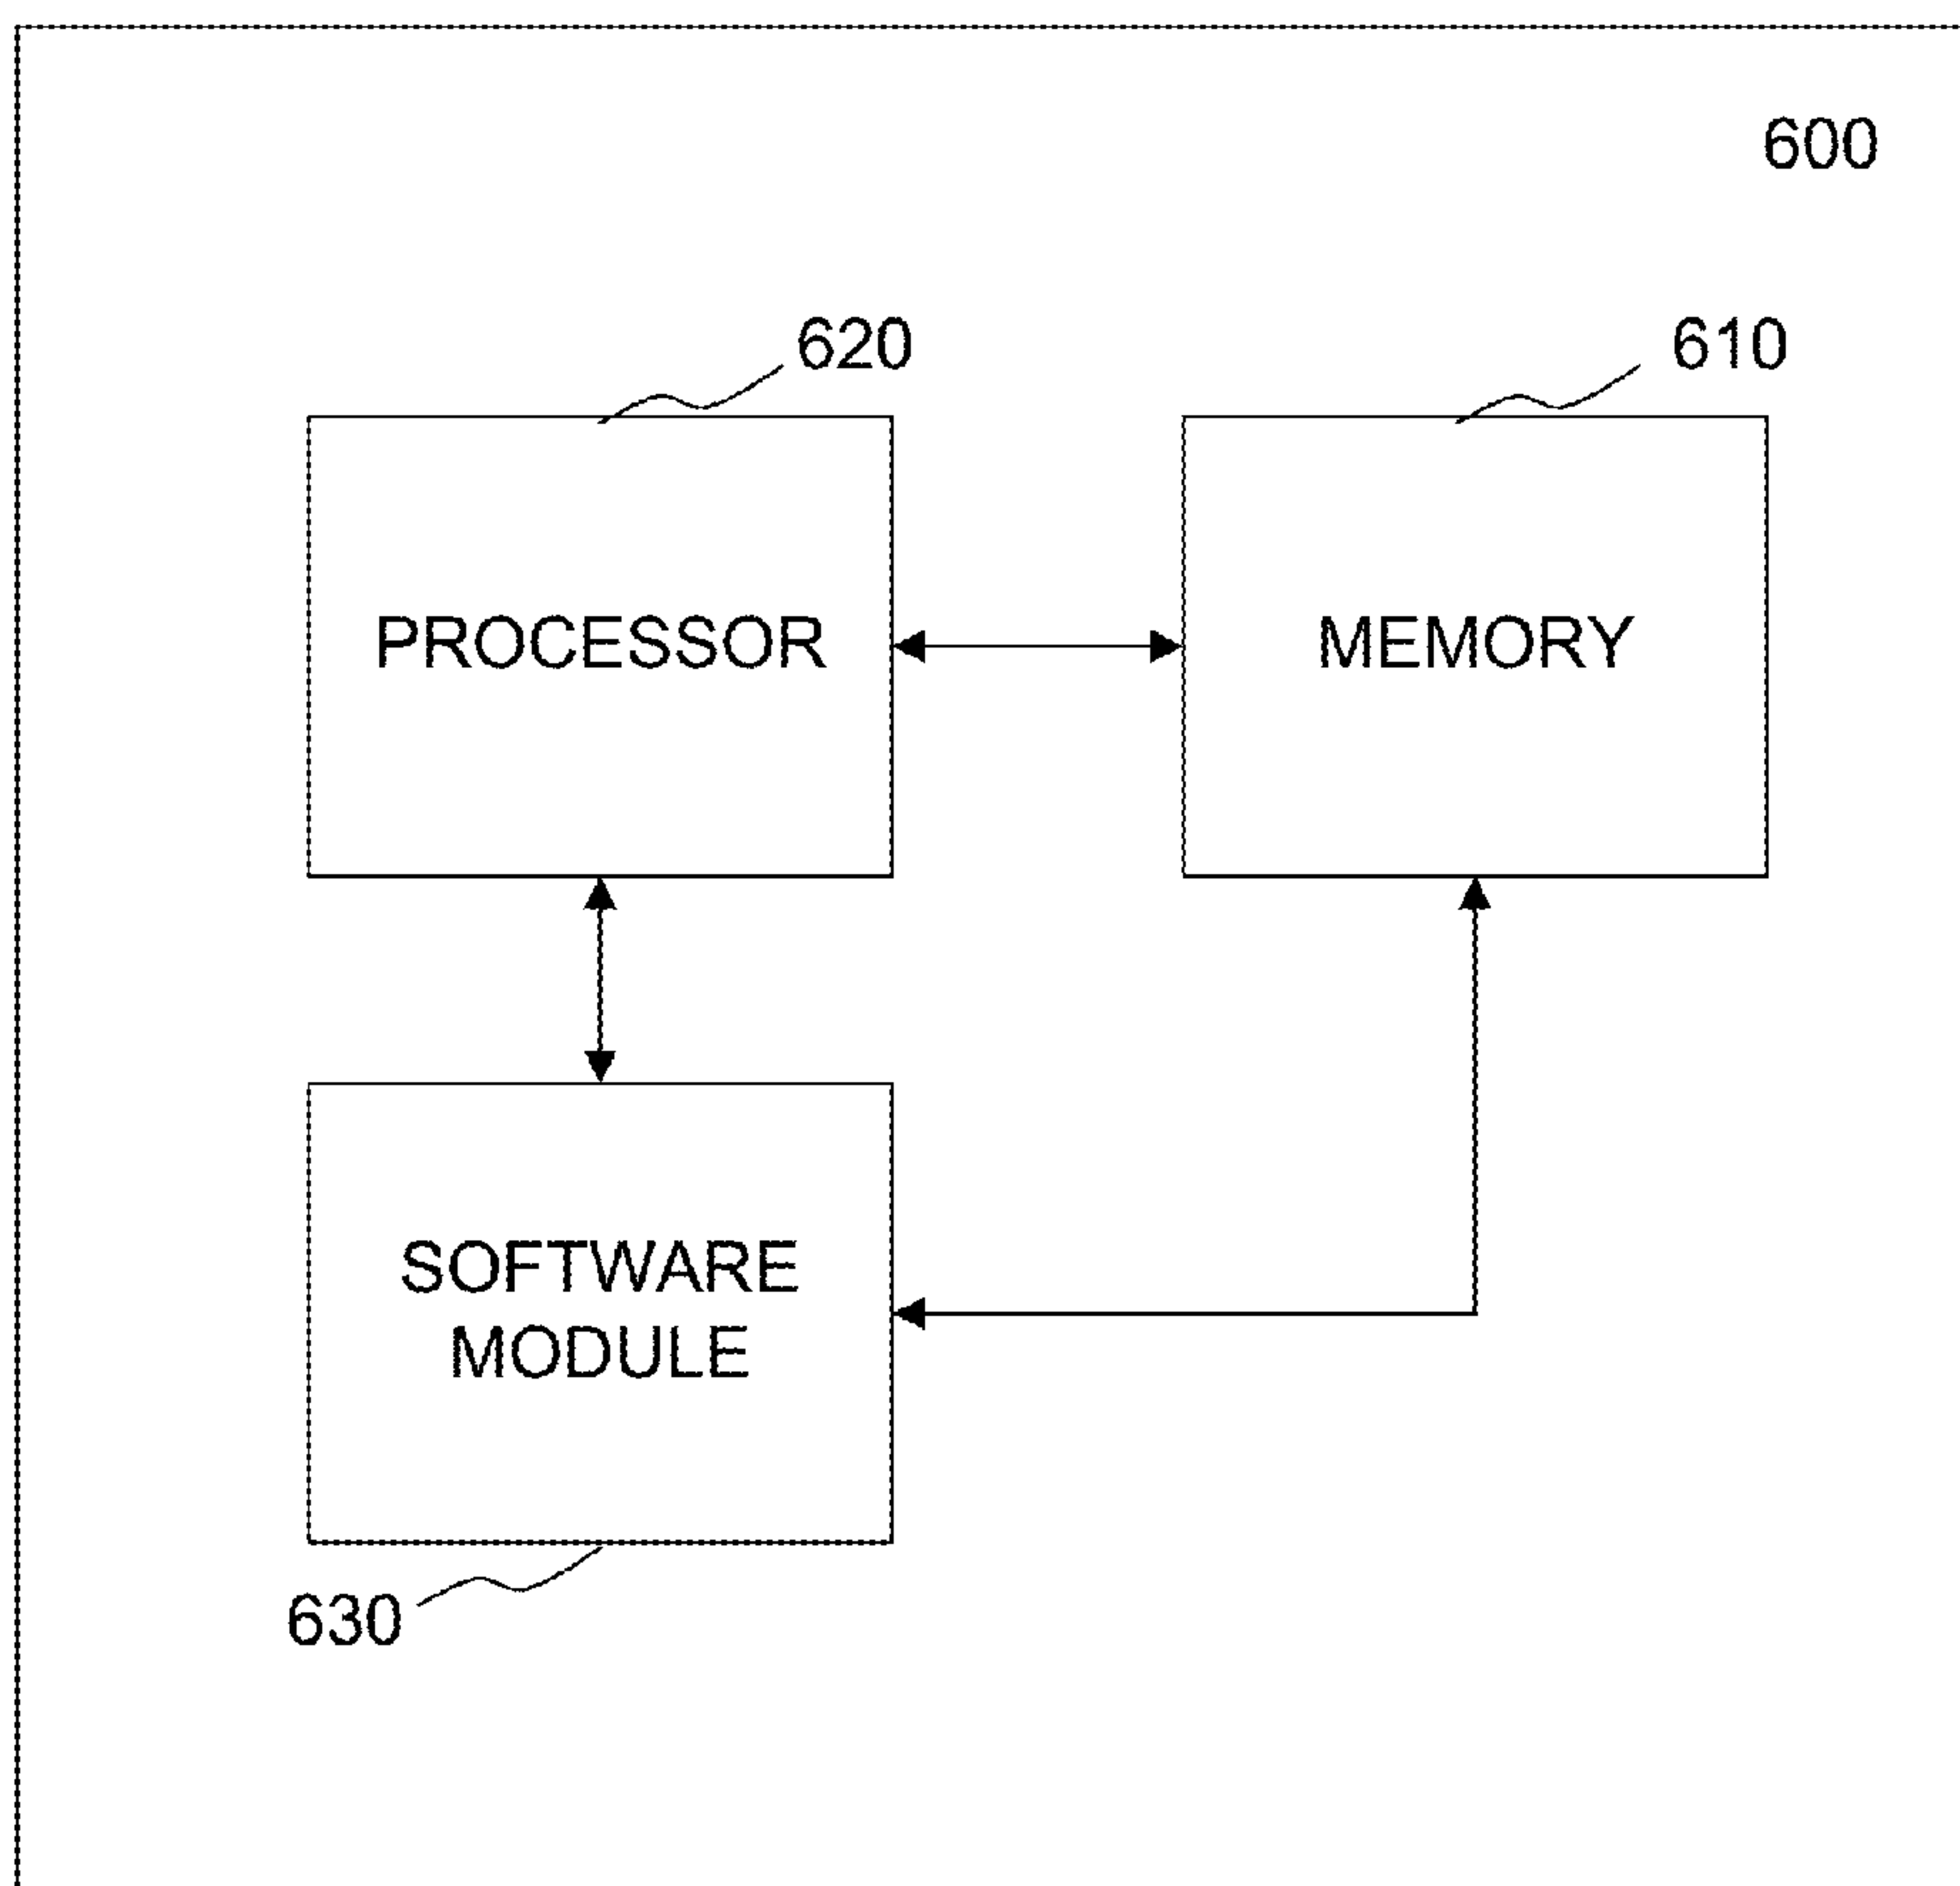 600
620
610
PROCESSOR
MEMORY
SOFTWARE
MODULE
630